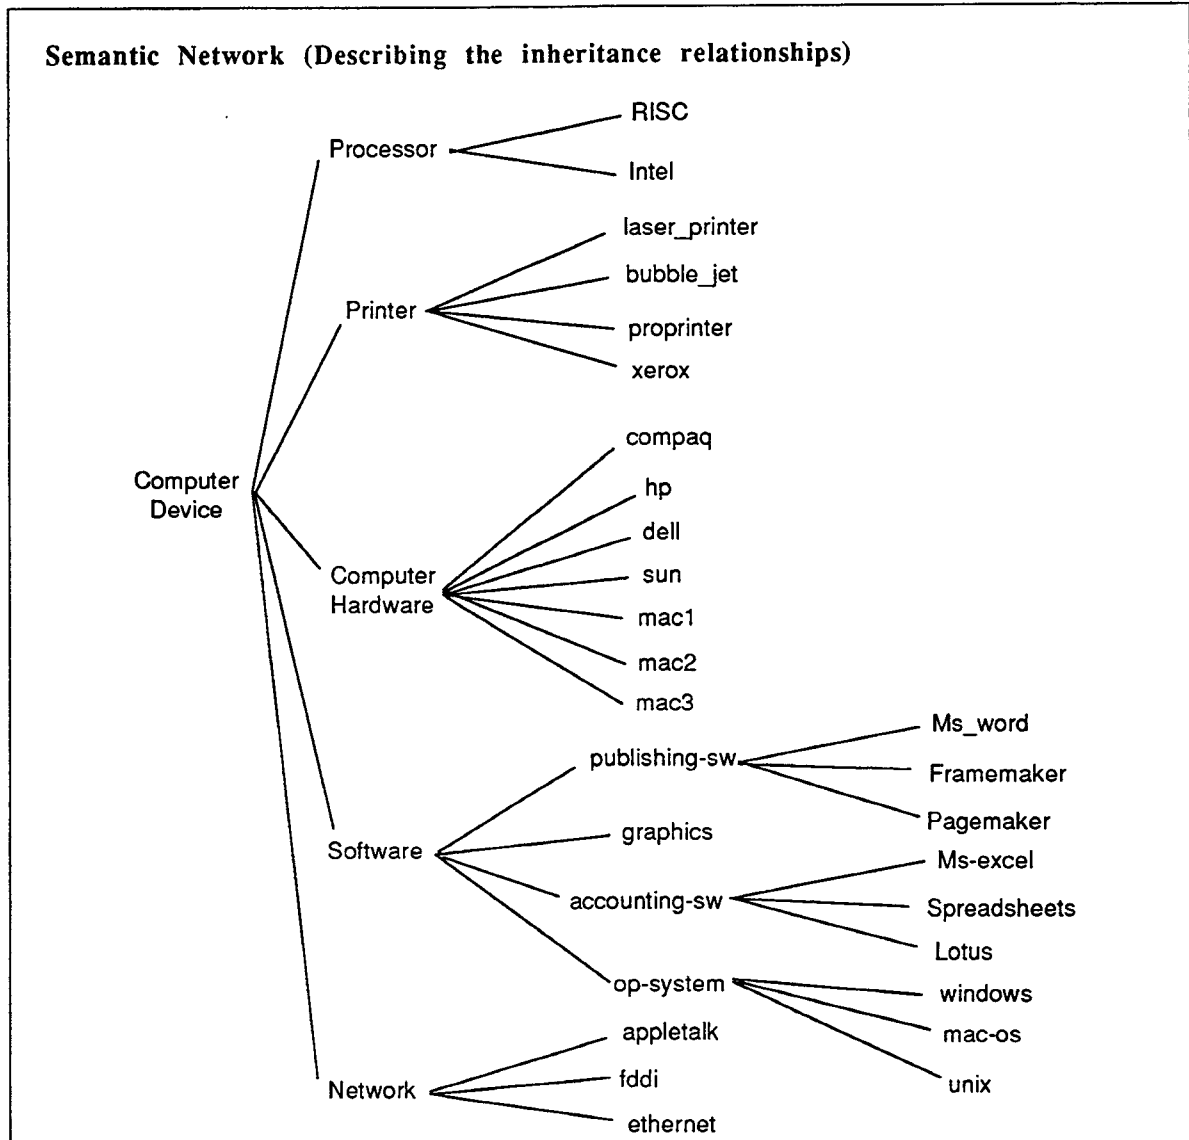 Semantic Network (Describing the inheritance relationships)
RISC
Processor
Intel
laser_printer
bubble_jet
Printer
proprinter
xerox
compaq
Computer
Device
hp
dell
Computer
Hardware
sun
mac1
mac2
mac3
Ms_word
publishing-sw
Framemaker
Pagemaker
graphics
Software
Ms-excel
accounting-sw
Spreadsheets
Lotus
op-system
windows
mac-os
unix
appletalk
Network
fddi
ethernet